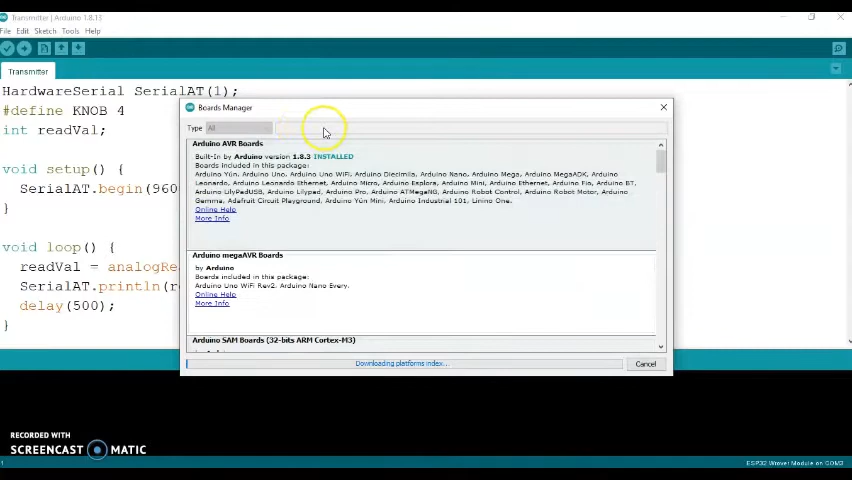 Transmitter | Arduino 1.8.13
File Edit Sketch Tools Help
Transmitter
HardwareSerial SerialAT(1);
#define KNOB 4
int readVal;
void setup() {
SerialAT.begin(960
}
void loop() {
readVal = analogRea
SerialAT.println(r
delay(500);
}
Boards Manager
Type All
Arduino AVR Boards
Built-In by Arduino version 1.8.3 INSTALLED
Boards included in this package:
Arduino Yún, Arduino Uno, Arduino Uno WiFi, Arduino Diecimila, Arduino Nano, Arduino Mega, Arduino MegaADK, Arduino
Leonardo, Arduino Leonardo Ethernet, Arduino Micro, Arduino Esplora, Arduino Mini, Arduino Ethernet, Arduino Fio, Arduino BT,
Arduino LilyPadUSB, Arduino Lilypad, Arduino Pro, Arduino ATMegaNG, Arduino Robot Control, Arduino Robot Motor, Arduino
Gemma, Adafruit Circuit Playground, Arduino Yún Mini, Arduino Industrial 101, Linino One.
Online Help
More Info
Arduino megaAVR Boards
by Arduino
Boards included in this package:
Arduino Uno WiFi Rev2, Arduino Nano Every.
Online Help
More Info
Arduino SAM Boards (32-bits ARM Cortex-M3)
Downloading platforms index...
Cancel
RECORDED WITH
SCREENCAST MATIC
1
ESP32 Wrover Module on COM3